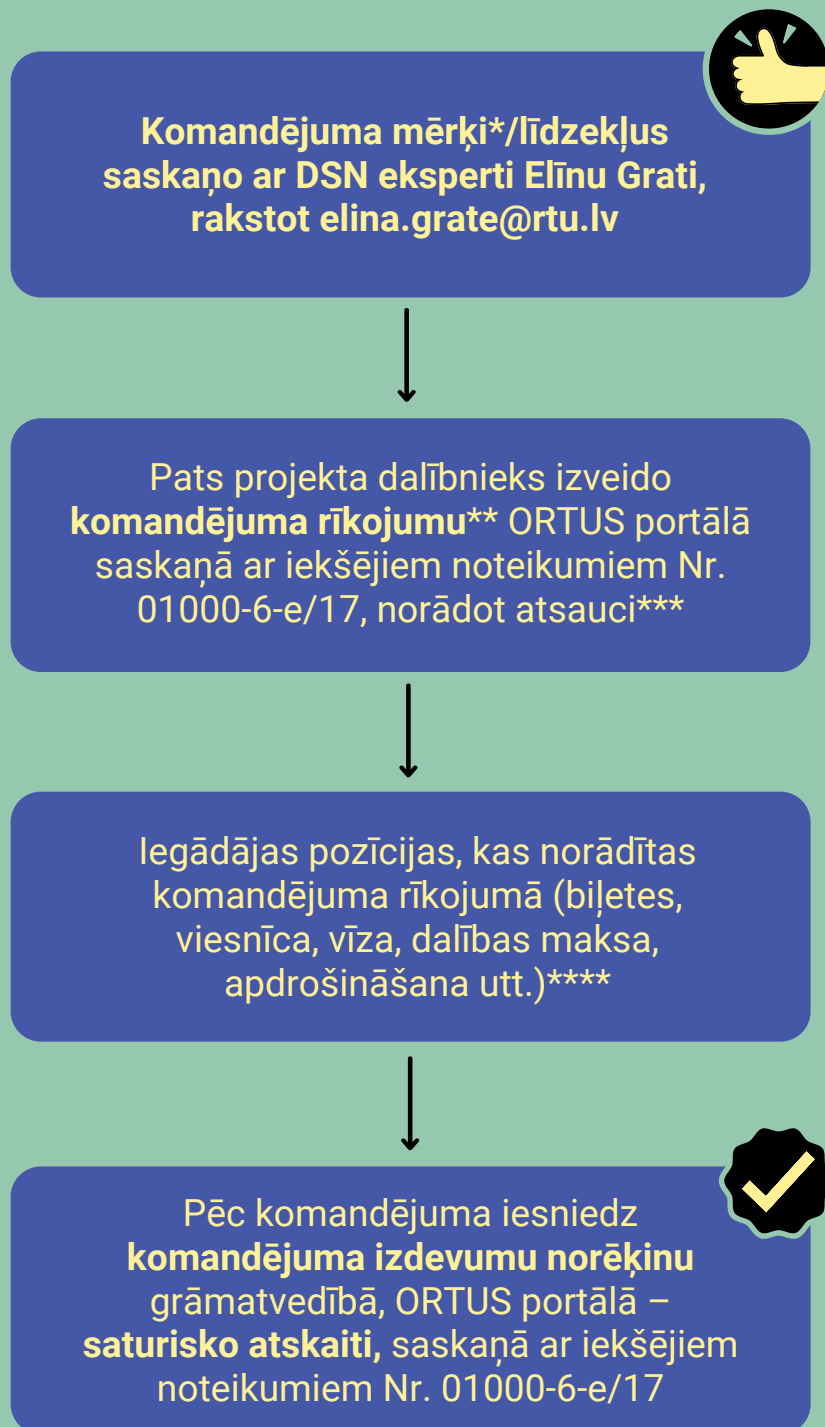 Komandējuma mērķi*/līdzekļus
saskaņo ar DSN eksperti Elīnu Grati,
rakstot elina.grate@rtu.lv
Pats projekta dalībnieks izveido
komandējuma rīkojumu** ORTUS portālā
saskaņā ar iekšējiem noteikumiem Nr.
01000-6-e/17, norādot atsauci***
Iegādājas pozīcijas, kas norādītas
komandējuma rīkojumā (biļetes,
viesnīca, vīza, dalības maksa,
apdrošināšana utt.)****
Pēc komandējuma iesniedz
komandējuma izdevumu norēķinu
grāmatvedībā, ORTUS portālā –
saturisko atskaiti, saskaņā ar iekšējiem
noteikumiem Nr. 01000-6-e/17